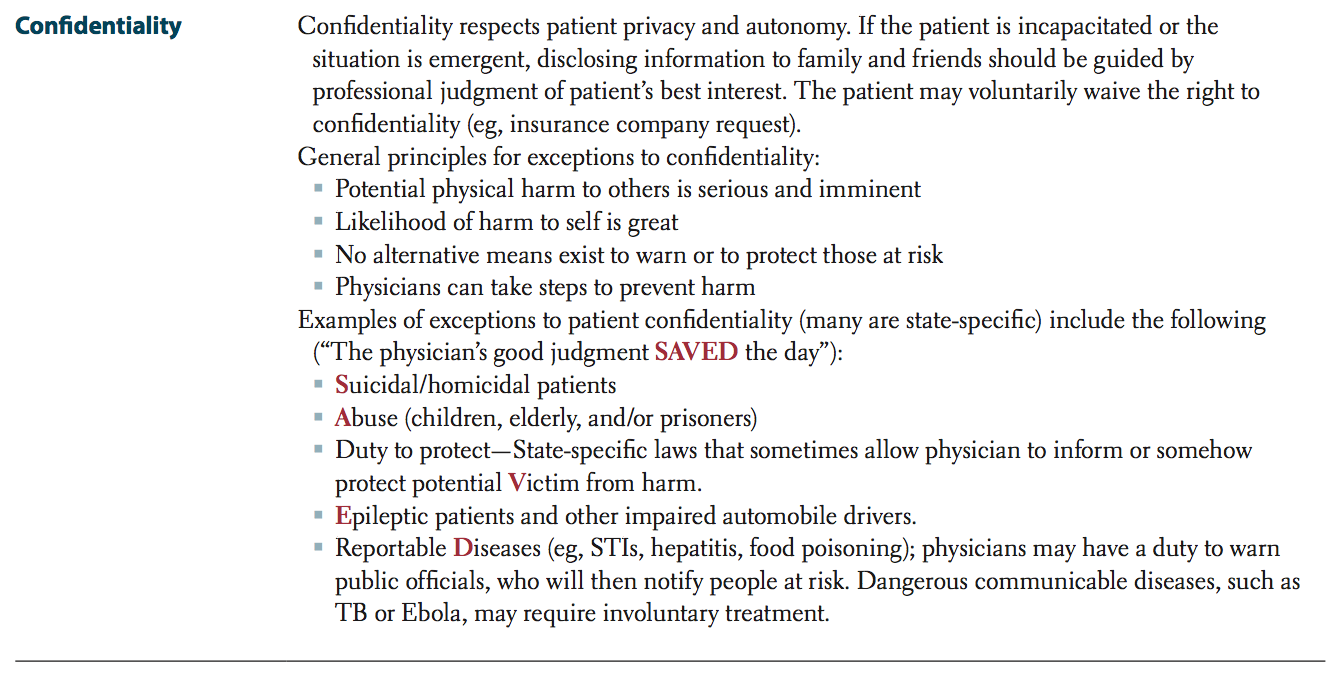 Confidentiality
Confidentiality respects patient privacy and autonomy. If the patient is incapacitated or the
situation is emergent, disclosing information to family and friends should be guided by
professional judgment of patient’s best interest. The patient may voluntarily waive the right to
confidentiality (eg, insurance company request).
General principles for exceptions to confidentiality:
▪ Potential physical harm to others is serious and imminent
▪ Likelihood of harm to self is great
▪ No alternative means exist to warn or to protect those at risk
▪ Physicians can take steps to prevent harm
Examples of exceptions to patient confidentiality (many are state-specific) include the following
(“The physician’s good judgment SAVED the day”):
▪ Suicidal/homicidal patients
▪ Abuse (children, elderly, and/or prisoners)
▪ Duty to protect—State-specific laws that sometimes allow physician to inform or somehow
protect potential Victim from harm.
▪ Epileptic patients and other impaired automobile drivers.
▪ Reportable Diseases (eg, STIs, hepatitis, food poisoning); physicians may have a duty to warn
public officials, who will then notify people at risk. Dangerous communicable diseases, such as
TB or Ebola, may require involuntary treatment.